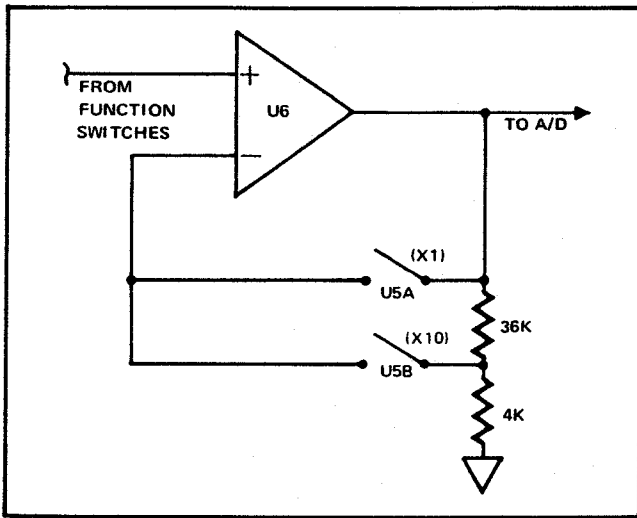 +
FROM
FUNCTION
SWITCHES
U6
TO A/D
−
(X1)
U5A
36K
(X10)
U5B
4K